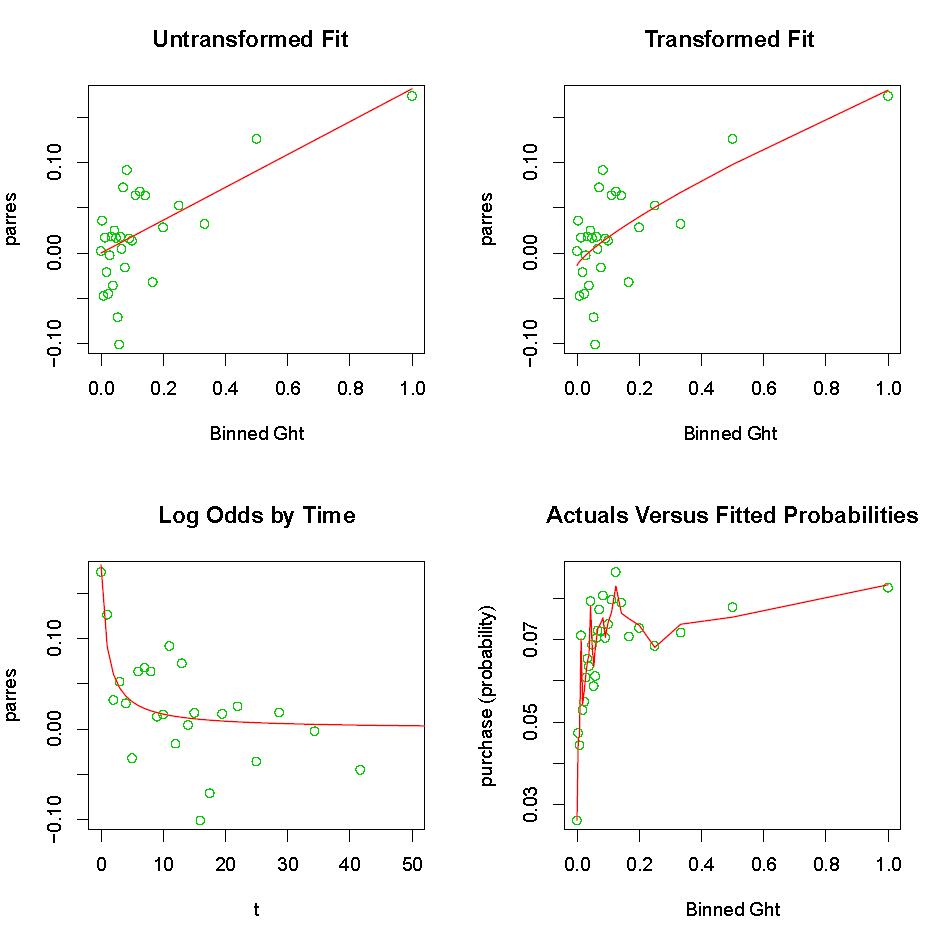 Untransformed Fit
parres
0.10
0.00
−0.10
0.0 0.2 0.4 0.6 0.8 1.0
Binned Ght
Transformed Fit
parres
0.10
0.00
−0.10
0.0 0.2 0.4 0.6 0.8 1.0
Binned Ght
Log Odds by Time
parres
0.10
0.00
−0.10
0 10 20 30 40 50
t
Actuals Versus Fitted Probabilities
purchase (probability)
0.07
0.05
0.03
0.0 0.2 0.4 0.6 0.8 1.0
Binned Ght